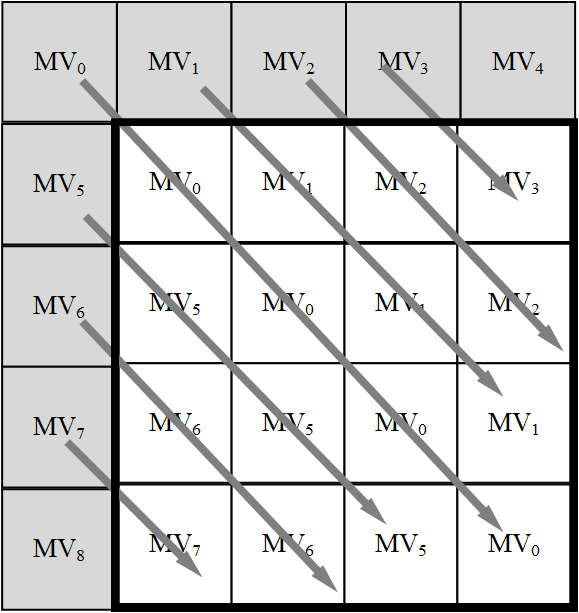 MV₀ MV₁ MV₂ MV₃ MV₄
MV₅ MV₀ MV₁ MV₂ MV₃
MV₆ MV₅ MV₀ MV₁ MV₂
MV₇ MV₆ MV₅ MV₀ MV₁
MV₈ MV₇ MV₆ MV₅ MV₀